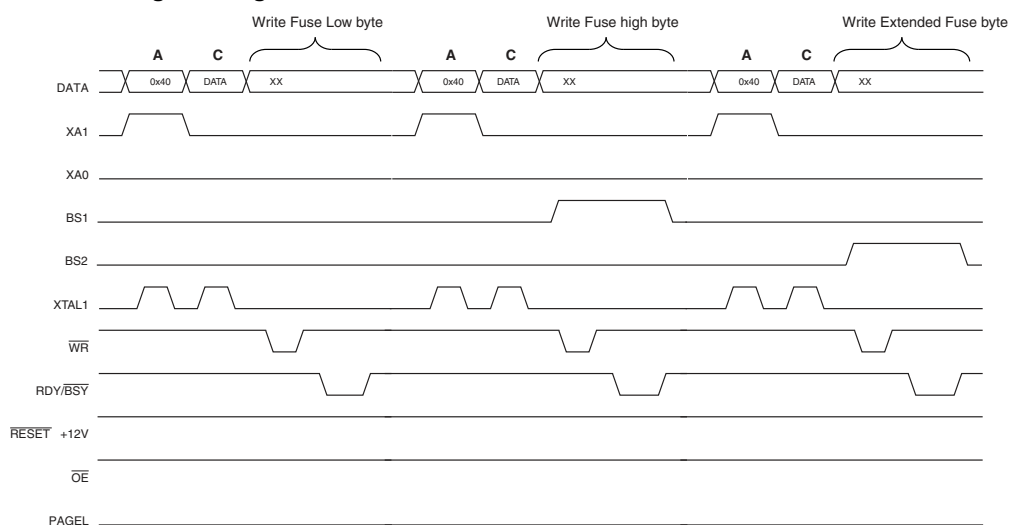 Write Fuse Low byte Write Fuse high byte Write Extended Fuse byte
A C A C A C
DATA 0x40 DATA XX 0x40 DATA XX 0x40 DATA XX
XA1
XA0
BS1
BS2
XTAL1
WR
RDY/BSY
RESET +12V
OE
PAGEL